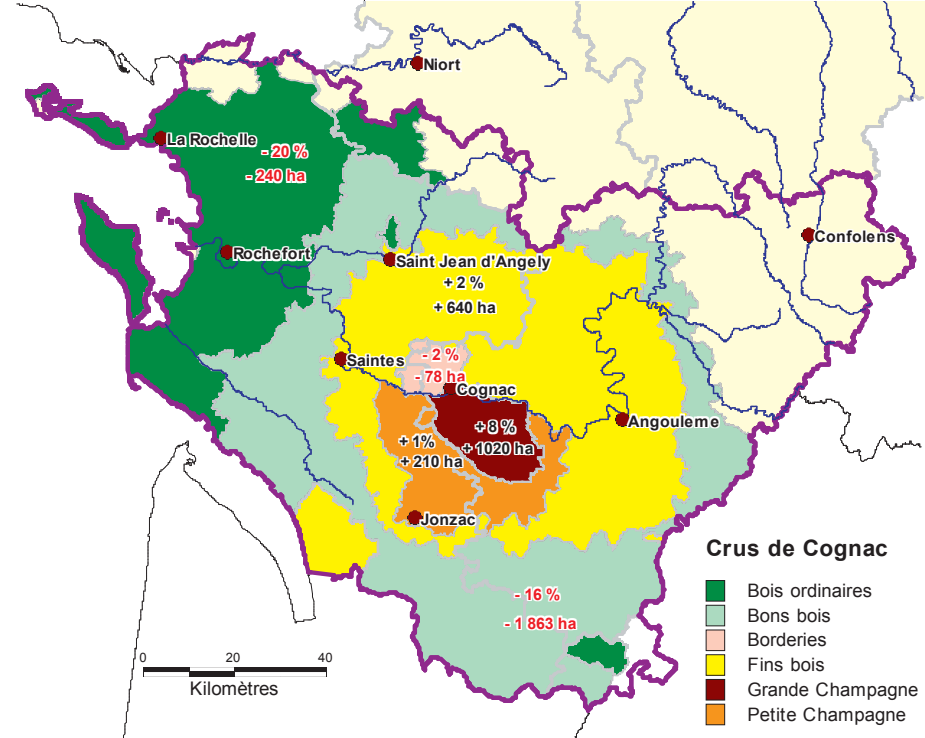 Niort
La Rochelle
- 20 %
- 240 ha
Confolens
Rochefort
Saint Jean d'Angely
+ 2 %
+ 640 ha
Saintes
- 2 %
- 78 ha
Cognac
Angouleme
+ 8 %
+ 1020 ha
+ 1%
+ 210 ha
Jonzac
Crus de Cognac
Bois ordinaires
Bons bois
Borderies
Fins bois
Grande Champagne
Petite Champagne
- 16 %
- 1 863 ha
0 20 40
Kilomètres